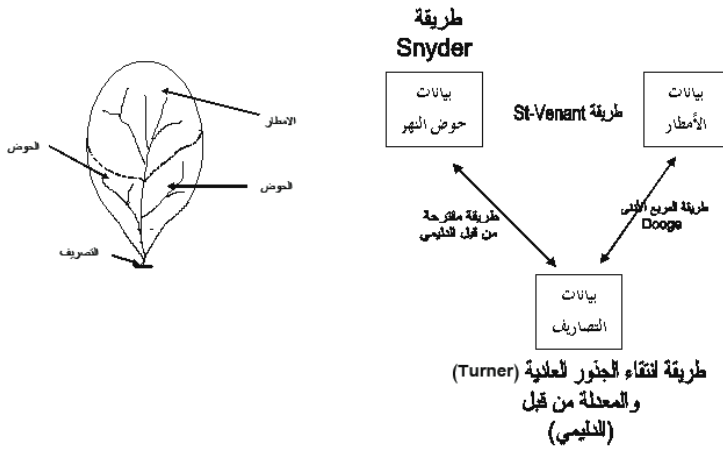 طريقة
Snyder
بيانات
حوض النهر
طريقة St-Venant
بيانات
الأمطار
الامطار
الحوض
الحوض
التصريف
طريقة مقترحة
من قبل الدليمي
طريقة المربع الأدنى
Dooge
بيانات
التصاريف
طريقة انتقاء الجذور العادية (Turner)
والمعدلة من قبل
(الدليمي)